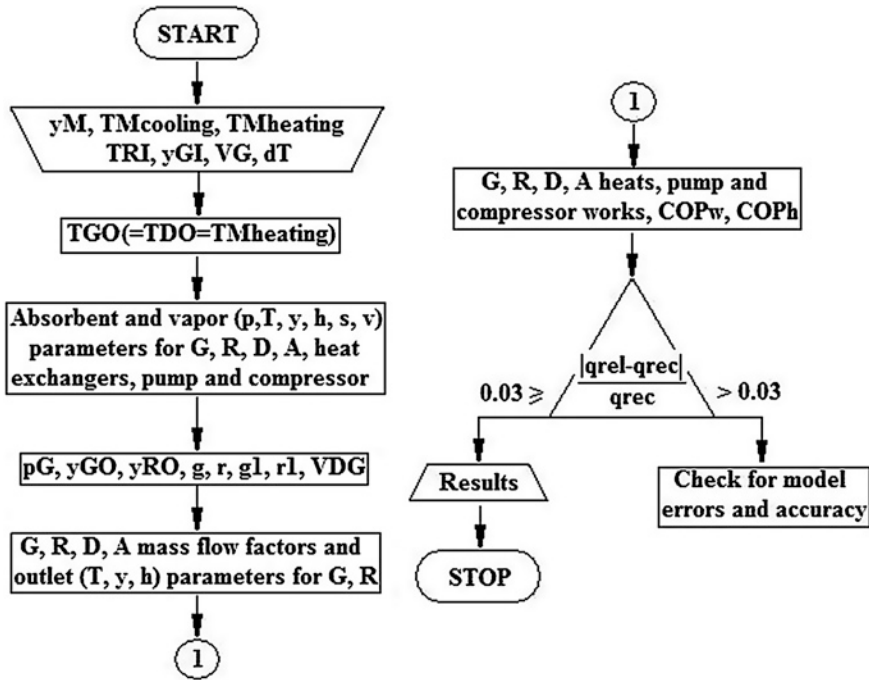 START
yM, TMcooling, TMheating
TRI, yGI, VG, dT
TGO(=TDO=TMheating)
Absorbent and vapor (p,T, y, h, s, v)
parameters for G, R, D, A, heat
exchangers, pump and compressor
pG, yGO, yRO, g, r, g1, r1, VDG
G, R, D, A mass flow factors and
outlet (T, y, h) parameters for G, R
1
1
G, R, D, A heats, pump and
compressor works, COPw, COPh
|qrel-qrec|
qrec
0.03 ⩾
> 0.03
Results
STOP
Check for model
errors and accuracy